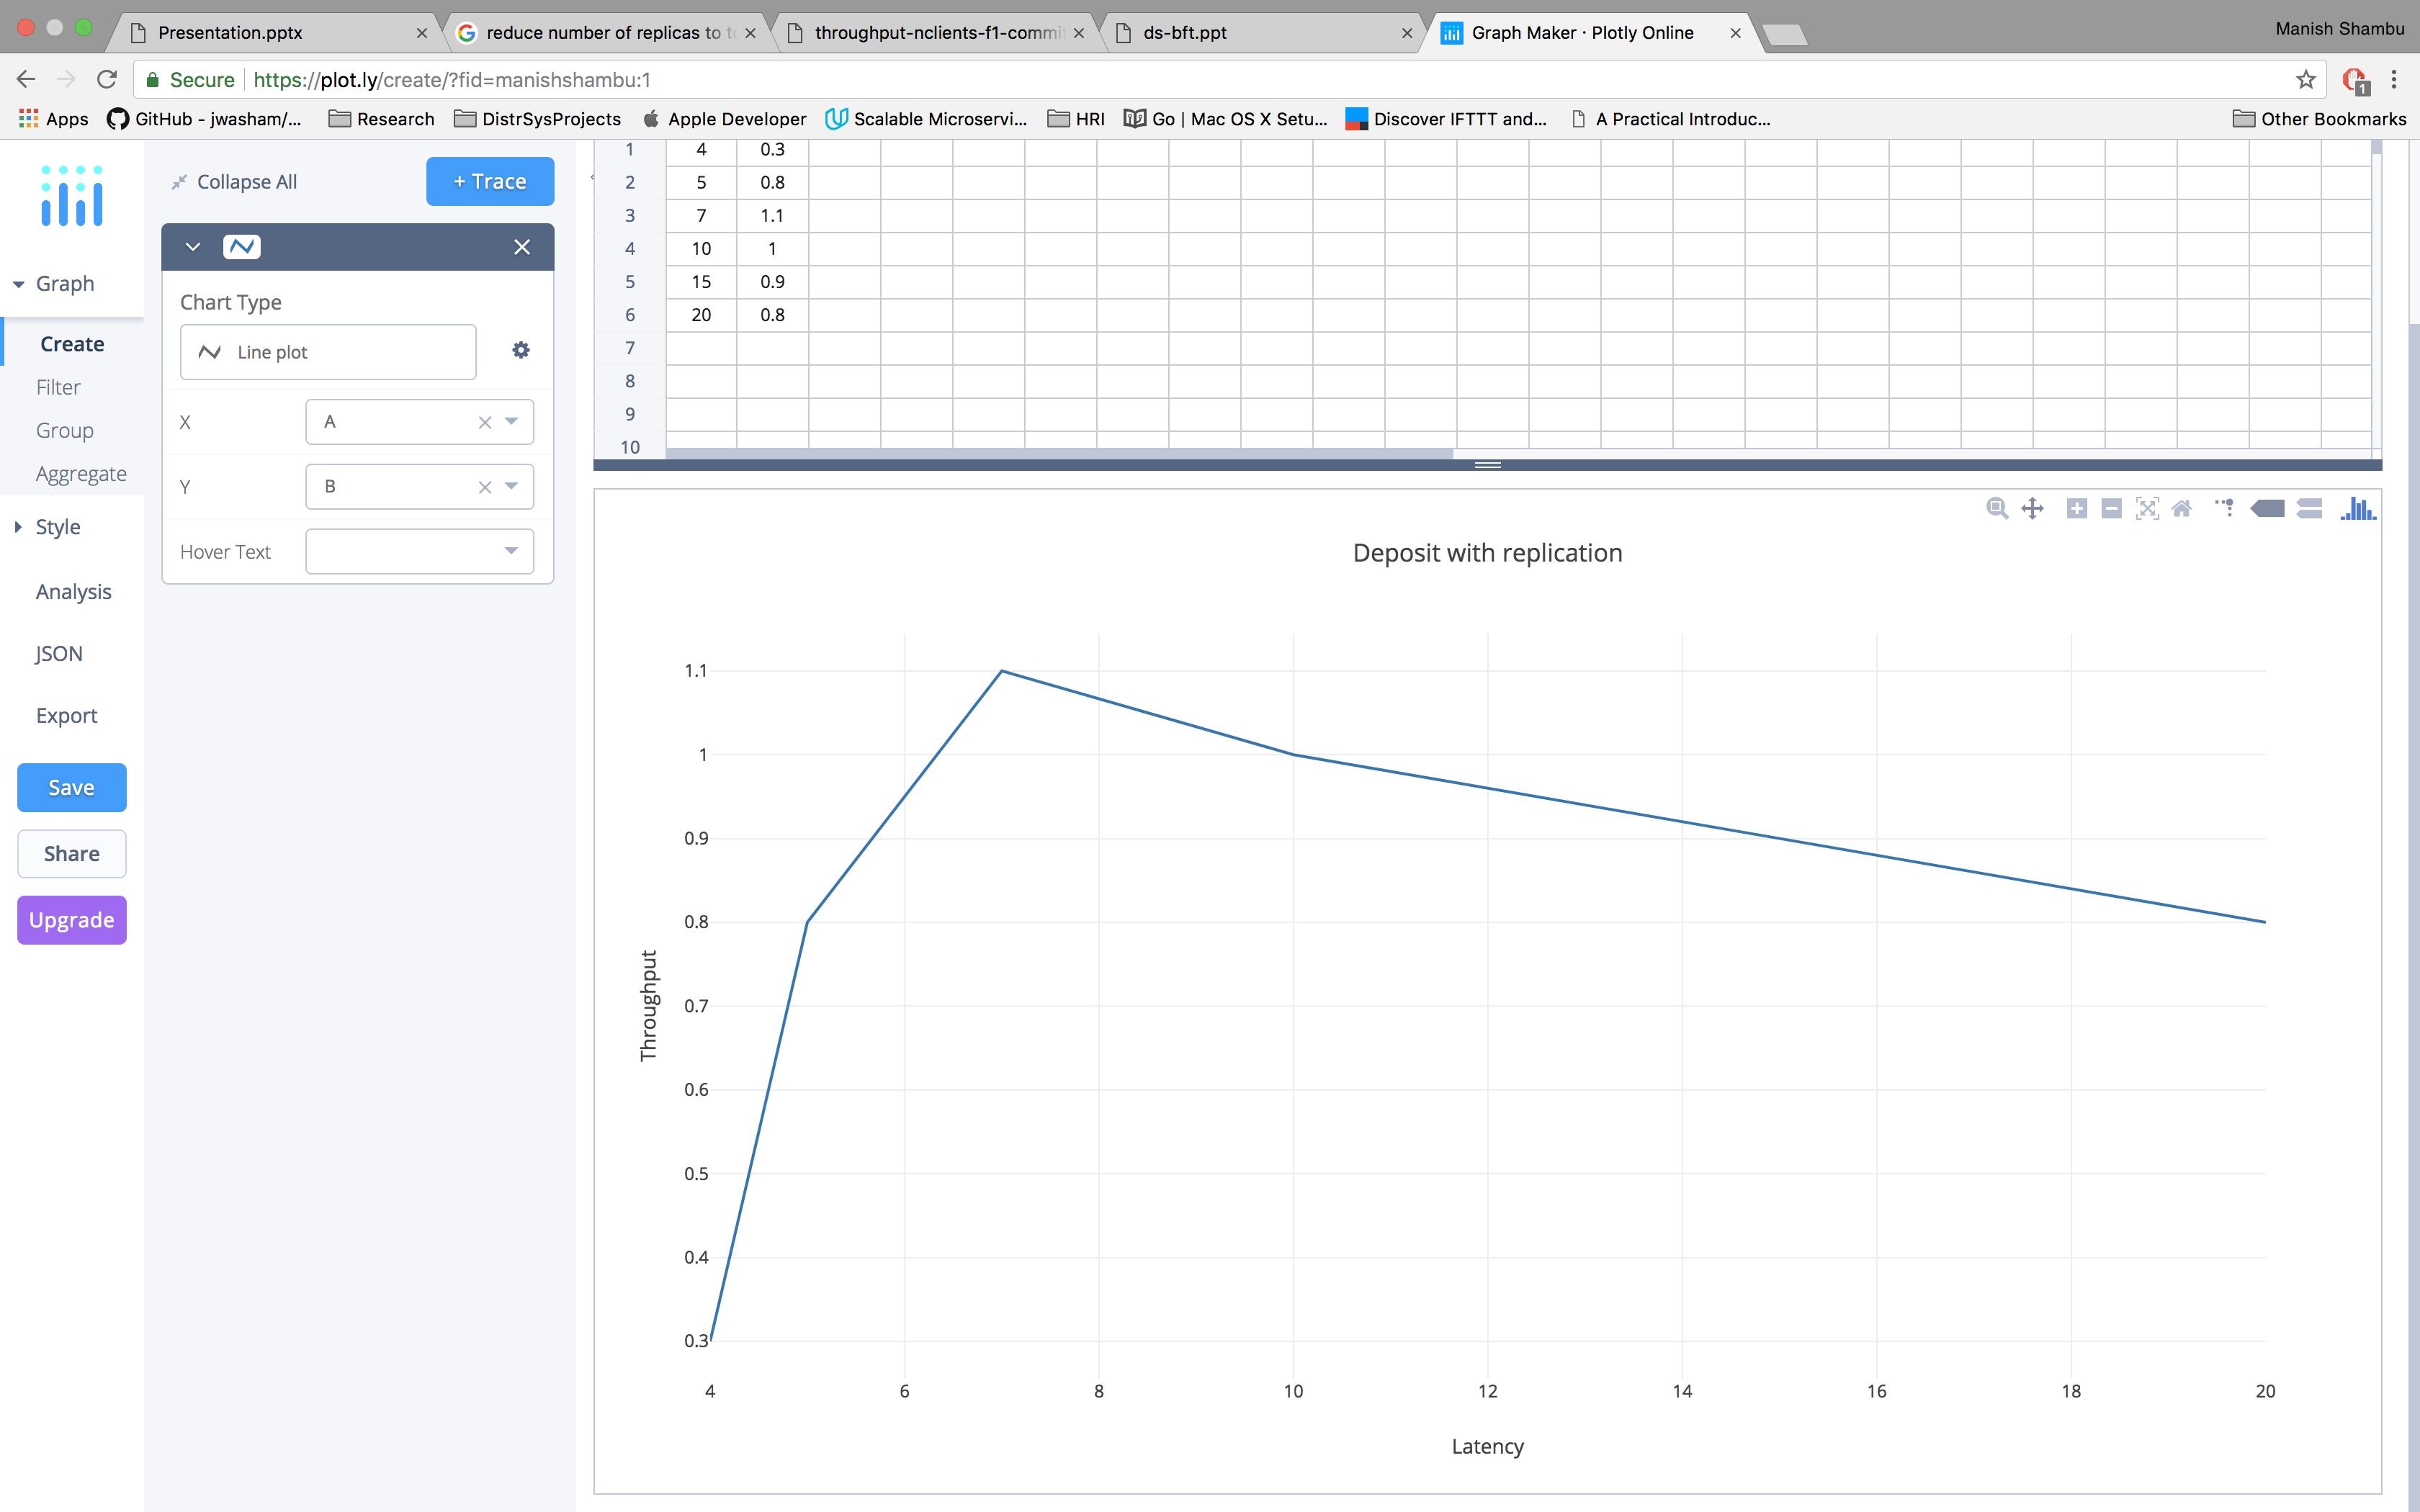 Presentation.pptx
reduce number of replicas to to
throughput-nclients-f1-commi
ds-bft.ppt
Graph Maker · Plotly Online
Manish Shambu
Secure https://plot.ly/create/?fid=manishshambu:1
1
Apps
GitHub - jwasham/...
Research
DistrSysProjects
Apple Developer
Scalable Microservi...
HRI
Go | Mac OS X Setu...
Discover IFTTT and...
A Practical Introduc...
Other Bookmarks
Graph
Create
Filter
Group
Aggregate
Style
Analysis
JSON
Export
Save
Share
Upgrade
Collapse All
+ Trace
Chart Type
Line plot
X A
Y B
Hover Text
1 4 0.3
2 5 0.8
3 7 1.1
4 10 1
5 15 0.9
6 20 0.8
7
8
9
10
Deposit with replication
1.1
1
0.9
0.8
0.7
0.6
0.5
0.4
0.3
Throughput
4 6 8 10 12 14 16 18 20
Latency